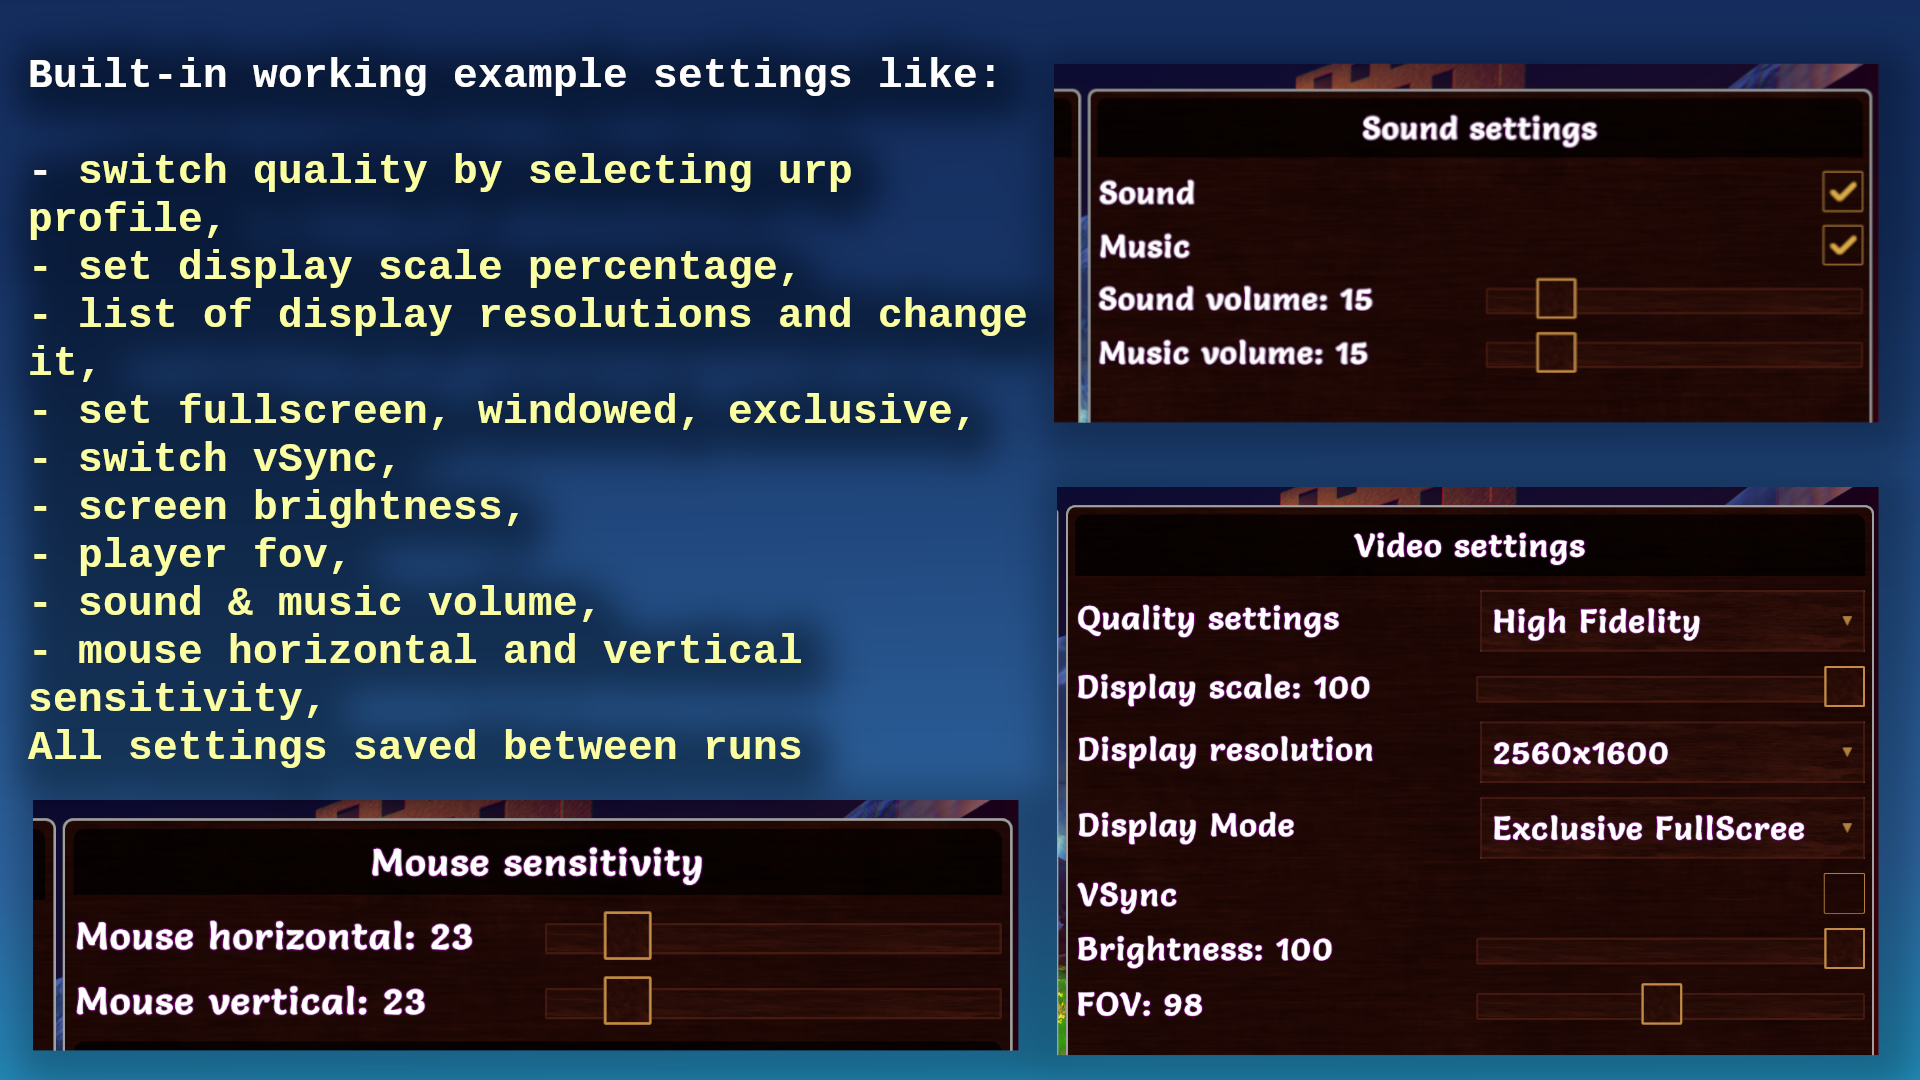 Built-in working example settings like:
- switch quality by selecting urp
profile,
- set display scale percentage,
- list of display resolutions and change
it,
- set fullscreen, windowed, exclusive,
- switch vSync,
- screen brightness,
- player fov,
- sound & music volume,
- mouse horizontal and vertical
sensitivity,
All settings saved between runs
Mouse sensitivity
Mouse horizontal: 23
Mouse vertical: 23
Sound settings
Sound
Music
Sound volume: 15
Music volume: 15
Video settings
Quality settings High Fidelity
Display scale: 100
Display resolution 2560x1600
Display Mode Exclusive FullScree
VSync
Brightness: 100
FOV: 98